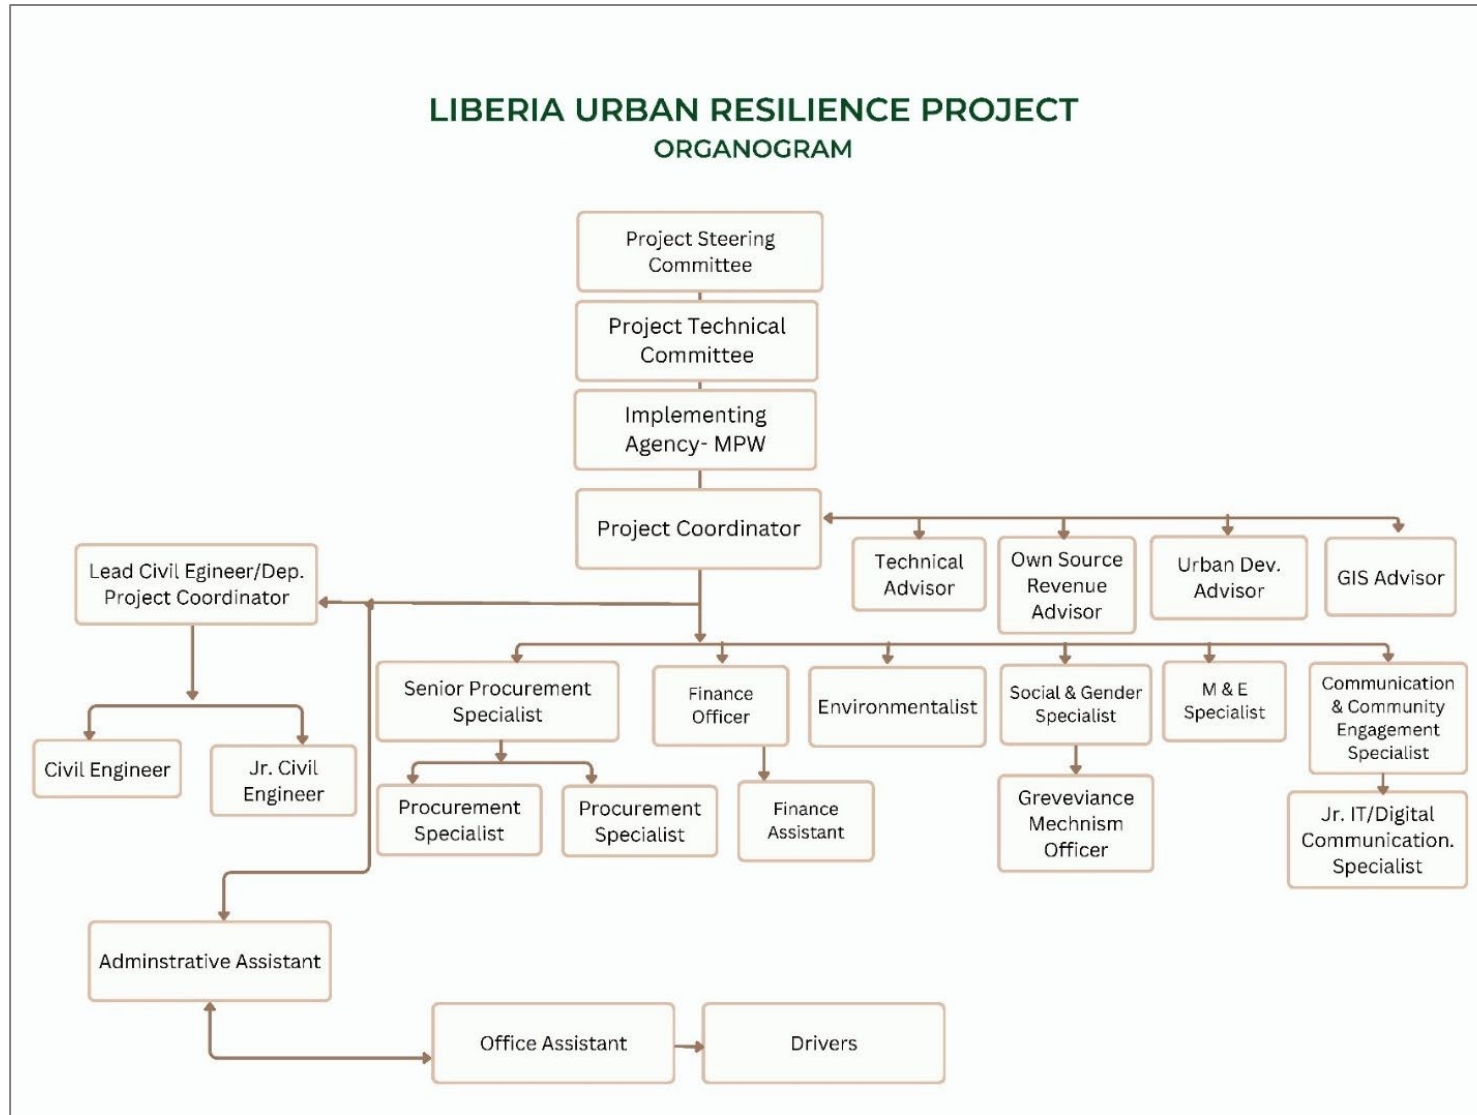 LIBERIA URBAN RESILIENCE PROJECT
ORGANOGRAM
Project Steering
Committee
Project Technical
Committee
Implementing
Agency- MPW
Project Coordinator
Technical
Advisor
Own Source
Revenue
Advisor
Urban Dev.
Advisor
GIS Advisor
Lead Civil Egineer/Dep.
Project Coordinator
Senior Procurement
Specialist
Finance
Officer
Environmentalist
Social & Gender
Specialist
M & E
Specialist
Communication
& Community
Engagement
Specialist
Civil Engineer
Jr. Civil
Engineer
Procurement
Specialist
Procurement
Specialist
Finance
Assistant
Greveviance
Mechnism
Officer
Jr. IT/Digital
Communication.
Specialist
Adminstrative Assistant
Office Assistant
Drivers